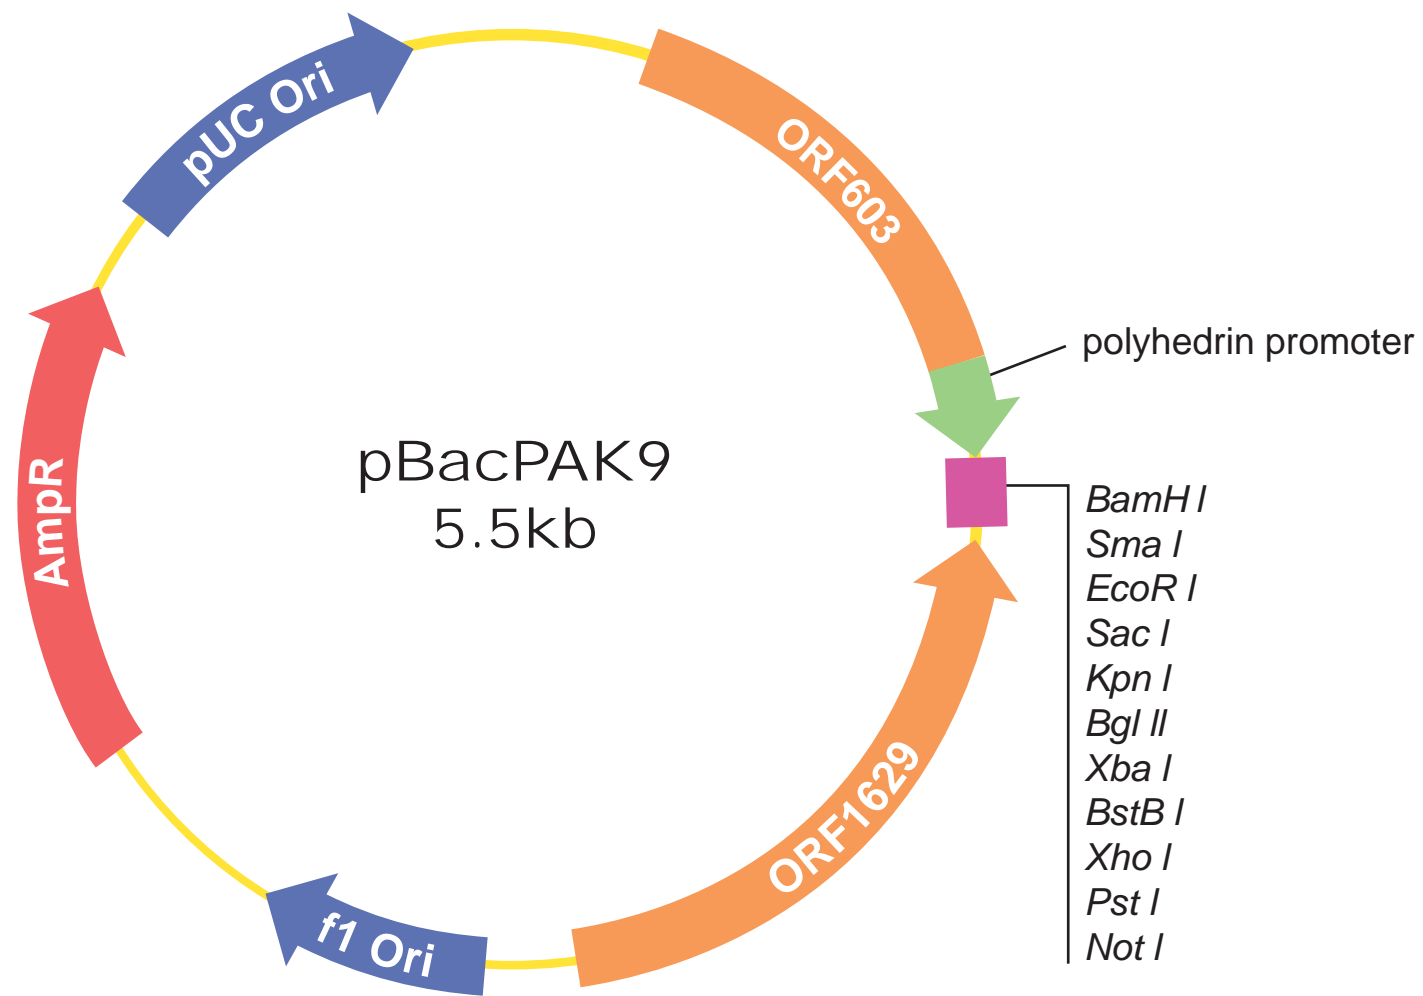 pUC Ori
ORF603
polyhedrin promoter
pBacPAK9
5.5kb
AmpR
BamH I
Sma I
EcoR I
Sac I
Kpn I
Bgl II
Xba I
BstB I
Xho I
Pst I
Not I
ORF1629
f1 Ori